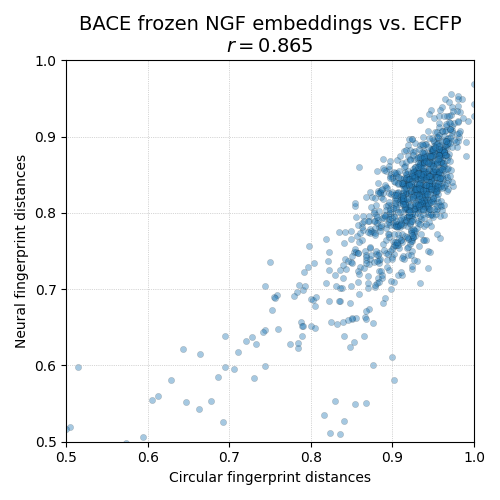 BACE frozen NGF embeddings vs. ECFP
r = 0.865
1.0
0.9
0.8
0.7
0.6
0.5
Neural fingerprint distances
0.5 0.6 0.7 0.8 0.9 1.0
Circular fingerprint distances